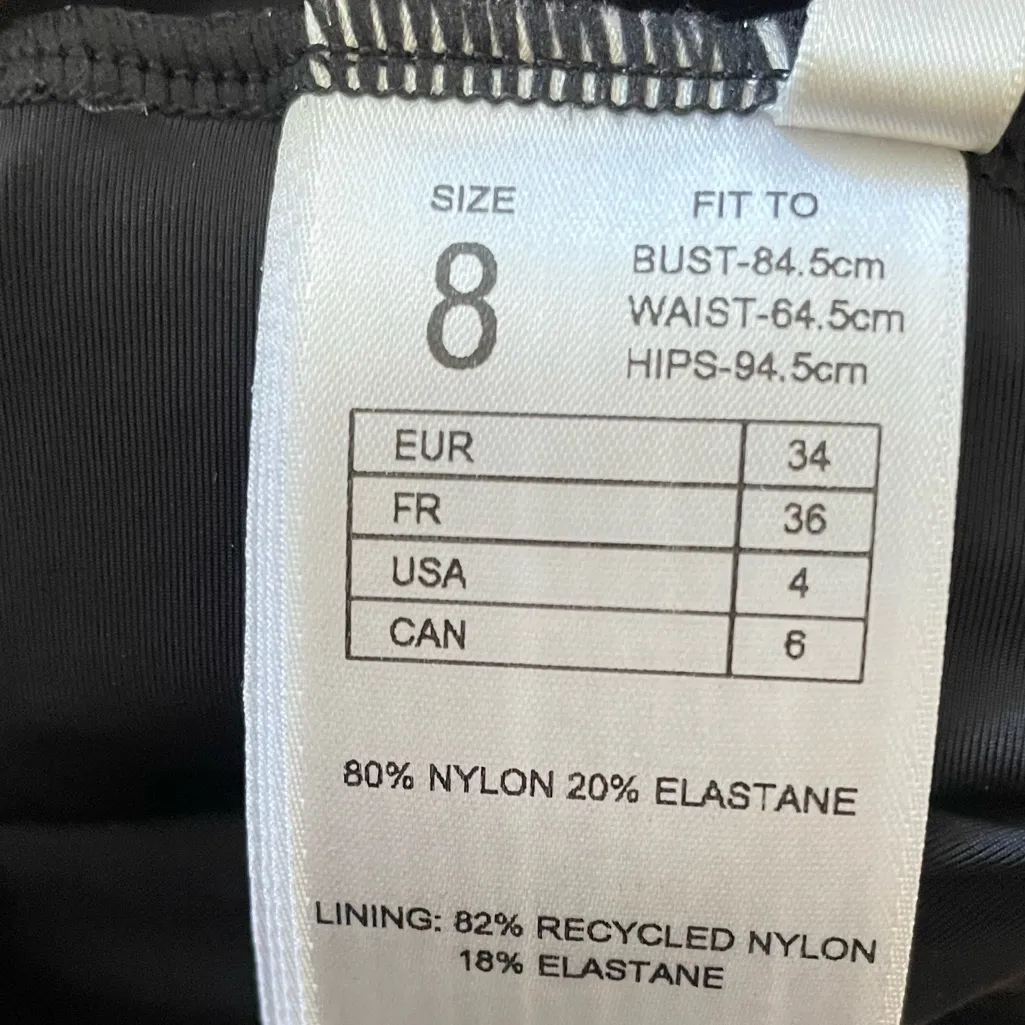 SIZE
8
FIT TO
BUST-84.5cm
WAIST-64.5cm
HIPS-94.5cm
EUR 34
FR 36
USA 4
CAN 6
80% NYLON 20% ELASTANE
LINING: 82% RECYCLED NYLON
18% ELASTANE